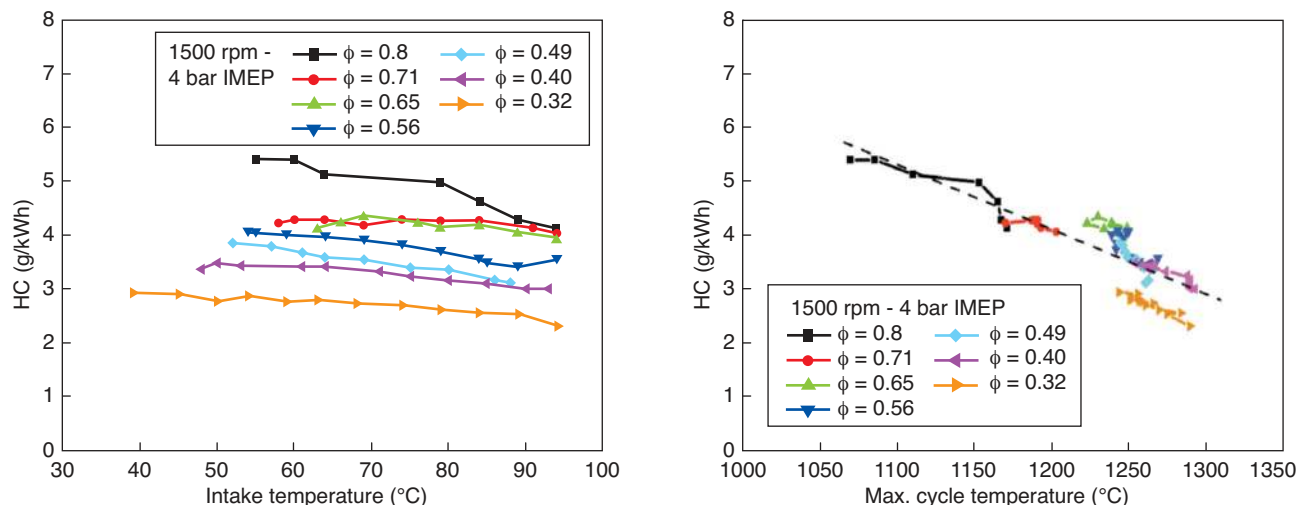 8
7
6
5
4
3
2
1
0
HC (g/kWh)
1500 rpm -
4 bar IMEP
ϕ = 0.8
ϕ = 0.71
ϕ = 0.65
ϕ = 0.56
ϕ = 0.49
ϕ = 0.40
ϕ = 0.32
30 40 50 60 70 80 90 100
Intake temperature (°C)
8
7
6
5
4
3
2
1
0
HC (g/kWh)
1500 rpm - 4 bar IMEP
ϕ = 0.8
ϕ = 0.71
ϕ = 0.65
ϕ = 0.56
ϕ = 0.49
ϕ = 0.40
ϕ = 0.32
1000 1050 1100 1150 1200 1250 1300 1350
Max. cycle temperature (°C)